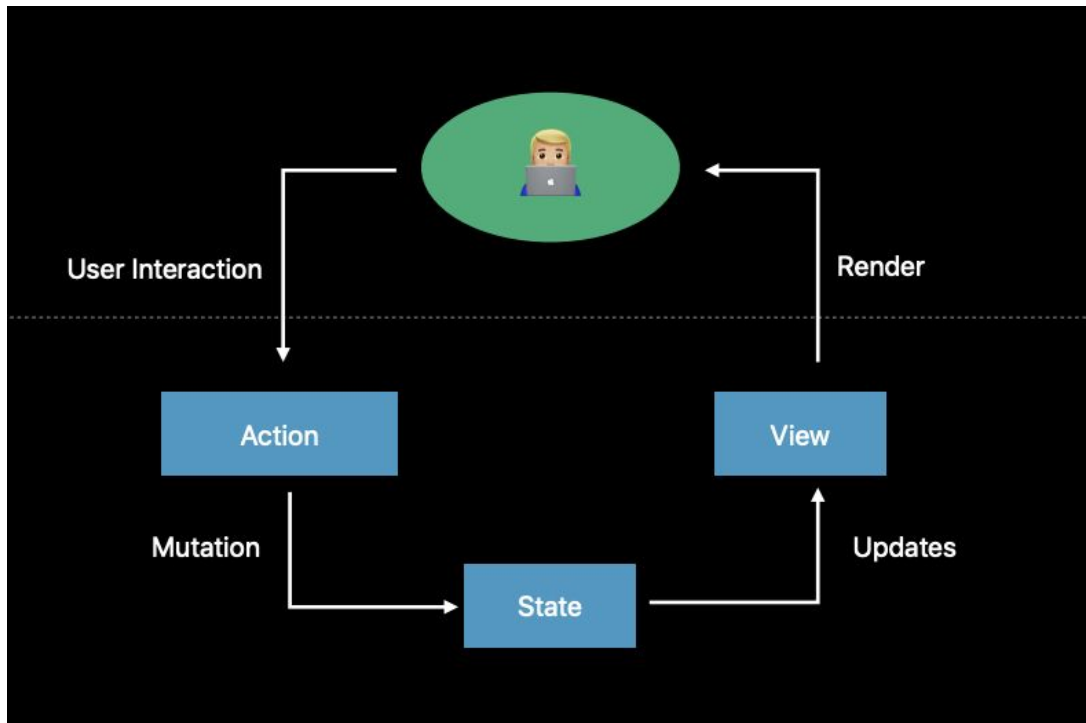 User Interaction
Render
Action
View
Mutation
Updates
State